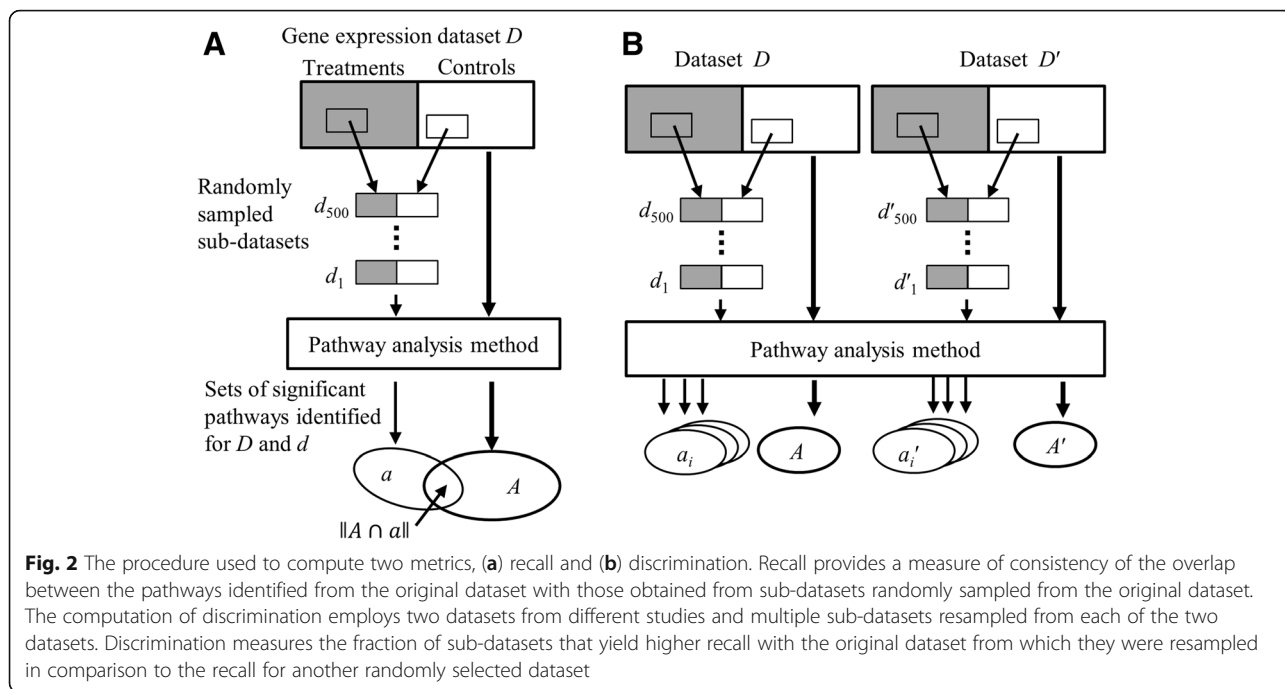 A
Gene expression dataset D
Treatments Controls
Randomly
sampled
sub-datasets
d500
d1
Pathway analysis method
Sets of significant
pathways identified
for D and d
a
A
‖A ∩ a‖
B
Dataset D
Dataset D′
d500
d1
d′500
d′1
Pathway analysis method
ai
A
ai′
A′
Fig. 2 The procedure used to compute two metrics, (a) recall and (b) discrimination. Recall provides a measure of consistency of the overlap
between the pathways identified from the original dataset with those obtained from sub-datasets randomly sampled from the original dataset.
The computation of discrimination employs two datasets from different studies and multiple sub-datasets resampled from each of the two
datasets. Discrimination measures the fraction of sub-datasets that yield higher recall with the original dataset from which they were resampled
in comparison to the recall for another randomly selected dataset